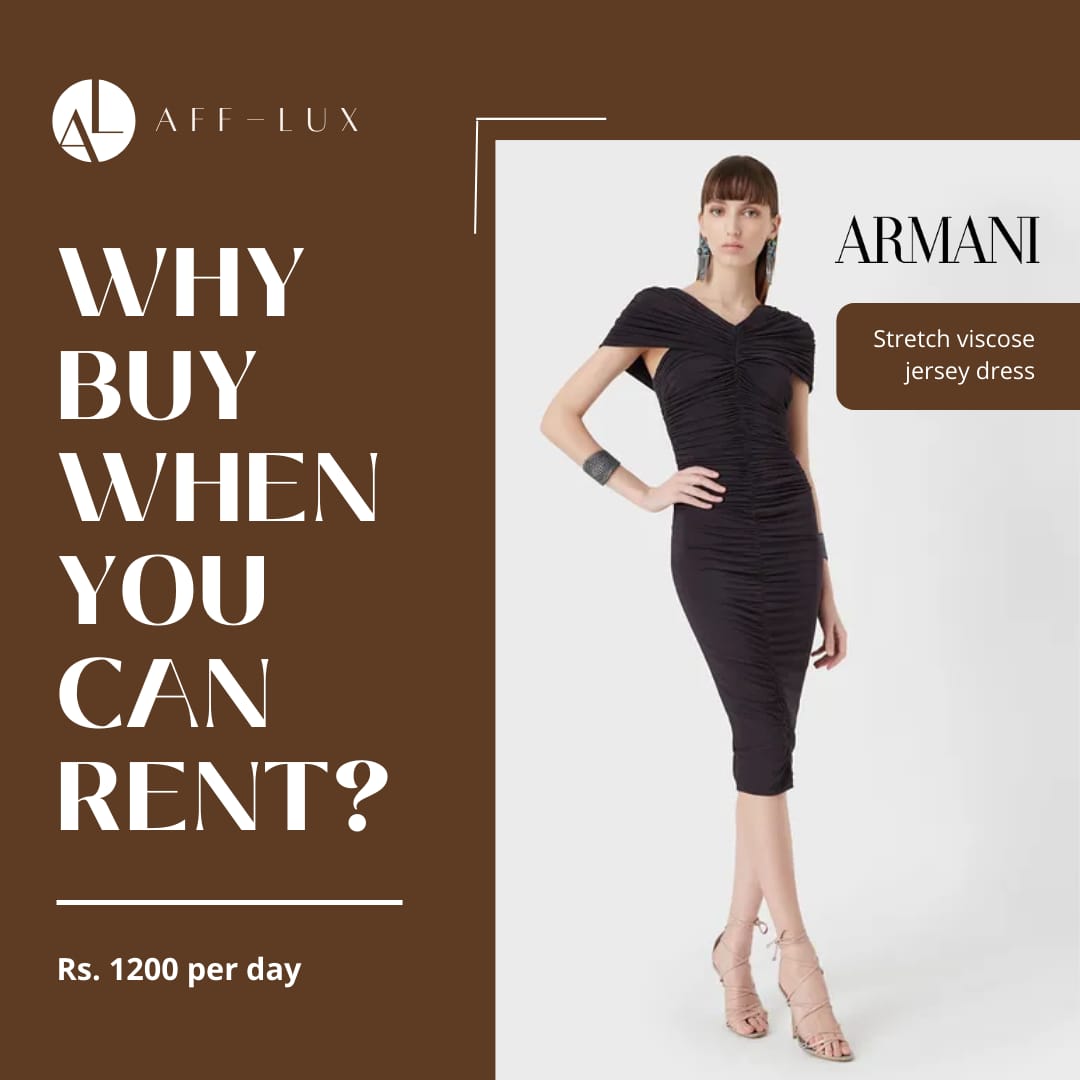 AL
AFF–LUX
WHY
BUY
WHEN
YOU
CAN
RENT?
Rs. 1200 per day
ARMANI
Stretch viscose
jersey dress